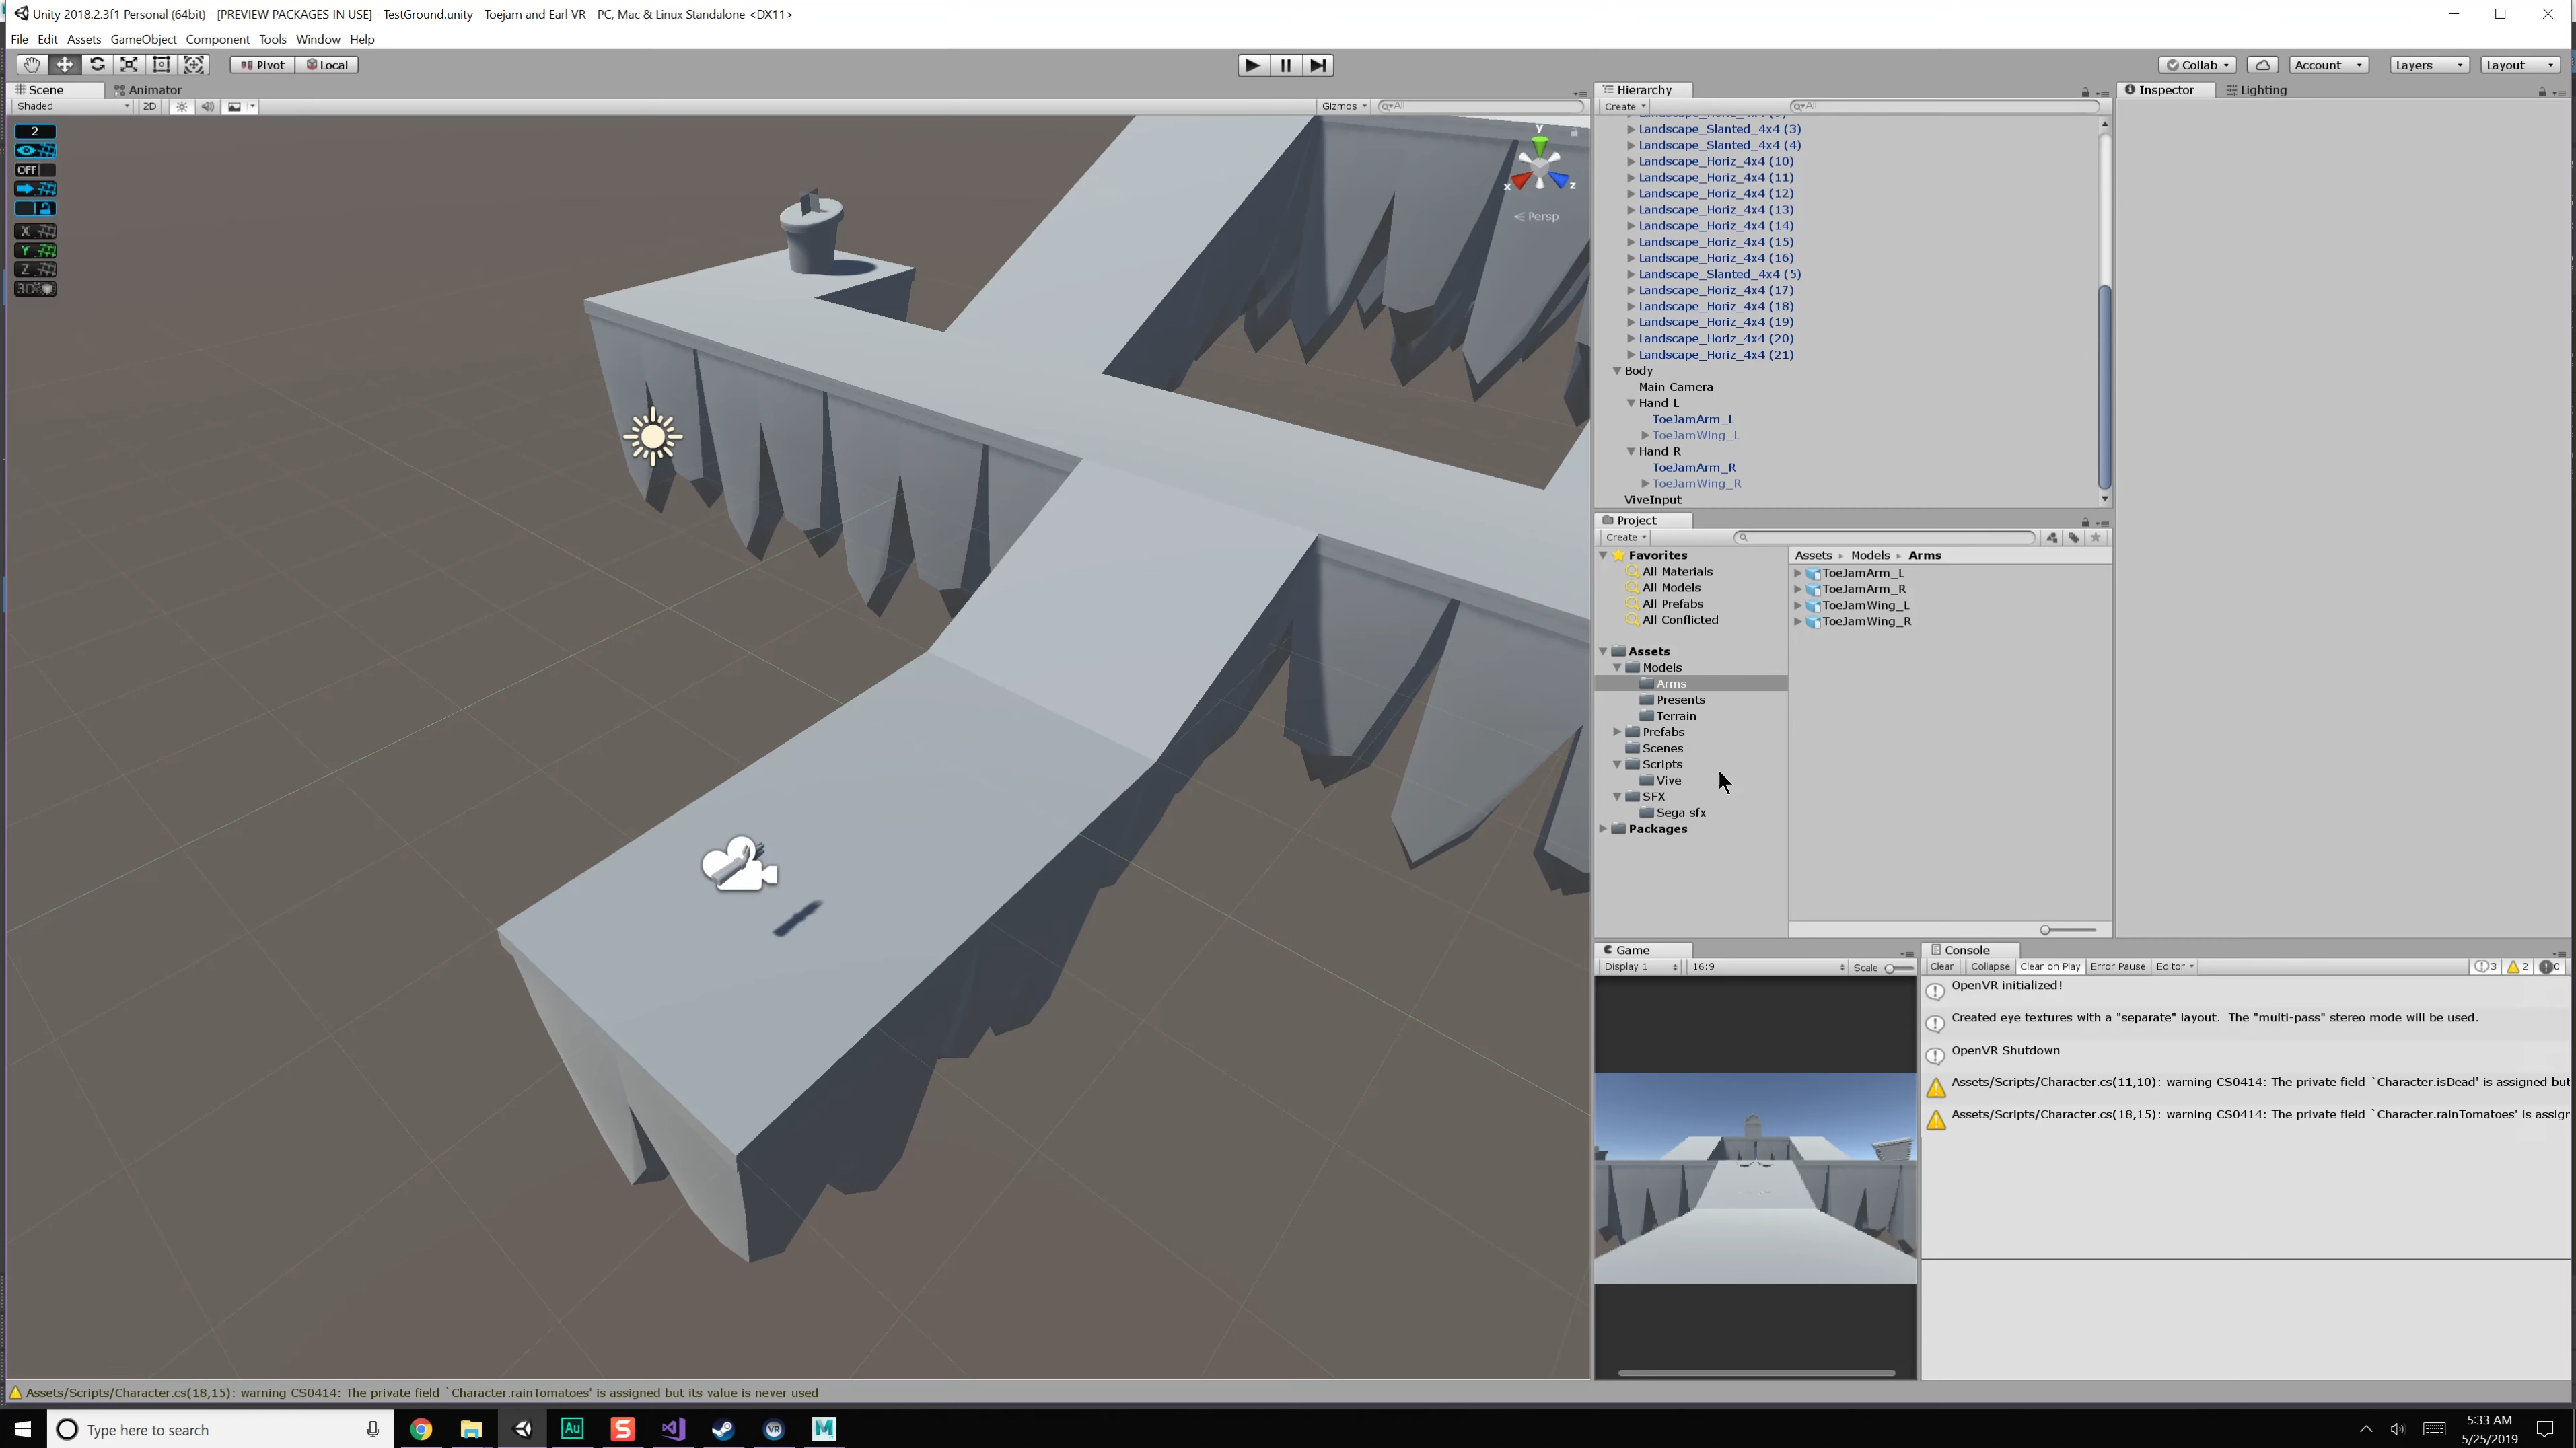 Unity 2018.2.3f1 Personal (64bit) - [PREVIEW PACKAGES IN USE] - TestGround.unity - Toejam and Earl VR - PC, Mac & Linux Standalone <DX11>
File Edit Assets GameObject Component Tools Window Help
Pivot Local Collab Account Layers Layout
Scene Animator
Shaded 2D Gizmos All
2
OFF
X
Y
Z
3D
y
x z
Persp
Hierarchy
Create All
Landscape_Slanted_4x4 (3)
Landscape_Slanted_4x4 (4)
Landscape_Horiz_4x4 (10)
Landscape_Horiz_4x4 (11)
Landscape_Horiz_4x4 (12)
Landscape_Horiz_4x4 (13)
Landscape_Horiz_4x4 (14)
Landscape_Horiz_4x4 (15)
Landscape_Horiz_4x4 (16)
Landscape_Slanted_4x4 (5)
Landscape_Horiz_4x4 (17)
Landscape_Horiz_4x4 (18)
Landscape_Horiz_4x4 (19)
Landscape_Horiz_4x4 (20)
Landscape_Horiz_4x4 (21)
Body
Main Camera
Hand L
ToeJamArm_L
ToeJamWing_L
Hand R
ToeJamArm_R
ToeJamWing_R
ViveInput
Inspector Lighting
Project
Create
Favorites
All Materials
All Models
All Prefabs
All Conflicted
Assets
Models
Arms
Presents
Terrain
Prefabs
Scenes
Scripts
Vive
SFX
Sega sfx
Packages
Assets Models Arms
ToeJamArm_L
ToeJamArm_R
ToeJamWing_L
ToeJamWing_R
Game
Display 1 16:9 Scale
Console
Clear Collapse Clear on Play Error Pause Editor 3 2 0
OpenVR initialized!
Created eye textures with a "separate" layout. The "multi-pass" stereo mode will be used.
OpenVR Shutdown
Assets/Scripts/Character.cs(11,10): warning CS0414: The private field `Character.isDead' is assigned but
Assets/Scripts/Character.cs(18,15): warning CS0414: The private field `Character.rainTomatoes' is assigr
Assets/Scripts/Character.cs(18,15): warning CS0414: The private field `Character.rainTomatoes' is assigned but its value is never used
Type here to search
Au
S
VR
M
5:33 AM
5/25/2019